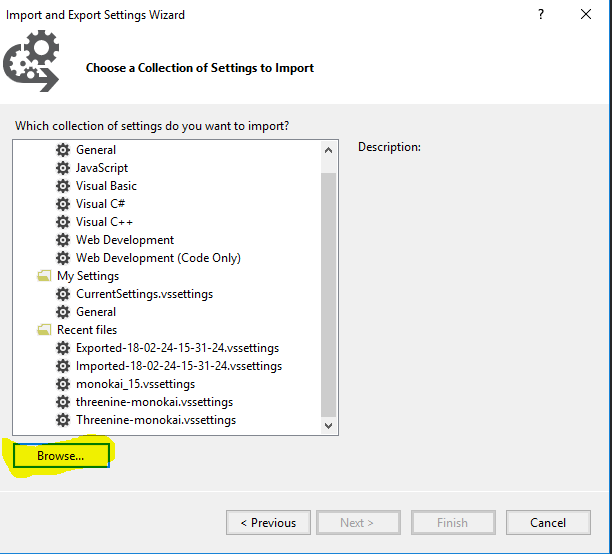 Import and Export Settings Wizard
?
Choose a Collection of Settings to Import
Which collection of settings do you want to import?
Description:
General
JavaScript
Visual Basic
Visual C#
Visual C++
Web Development
Web Development (Code Only)
My Settings
CurrentSettings.vssettings
General
Recent files
Exported-18-02-24-15-31-24.vssettings
Imported-18-02-24-15-31-24.vssettings
monokai_15.vssettings
threenine-monokai.vssettings
Threenine-monokai.vssettings
Browse...
< Previous
Next >
Finish
Cancel